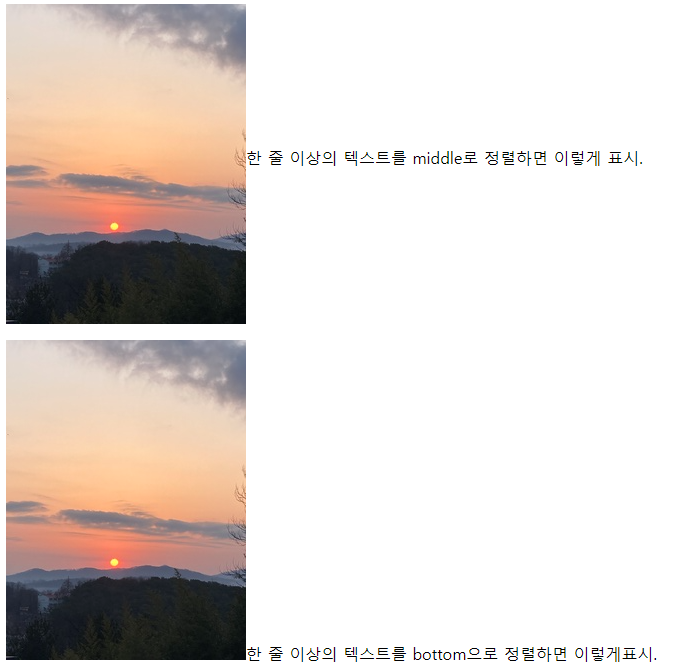 한 줄 이상의 텍스트를 middle로 정렬하면 이렇게 표시.
한 줄 이상의 텍스트를 bottom으로 정렬하면 이렇게표시.